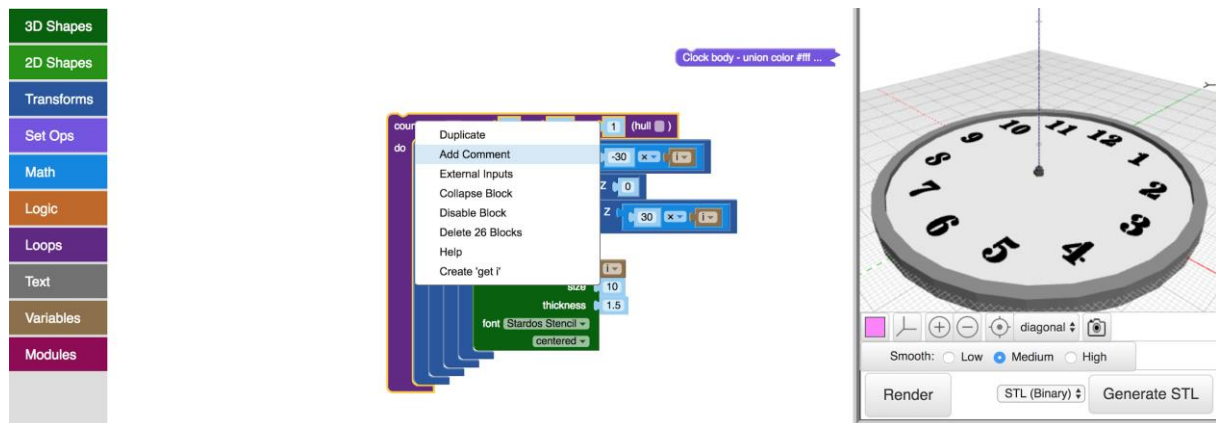 3D Shapes
2D Shapes
Transforms
Set Ops
Math
Logic
Loops
Text
Variables
Modules
Clock body - union color #fff ...
1 (hull )
do
-30 × i
Z 0
Z 30 × i
i
size 10
thickness 1.5
font Stardos Stencil
centered
Duplicate
Add Comment
External Inputs
Collapse Block
Disable Block
Delete 26 Blocks
Help
Create 'get i'
10 11 12
9 1
8 2
7 3
6 5 4
diagonal
Smooth: Low Medium High
Render STL (Binary) Generate STL